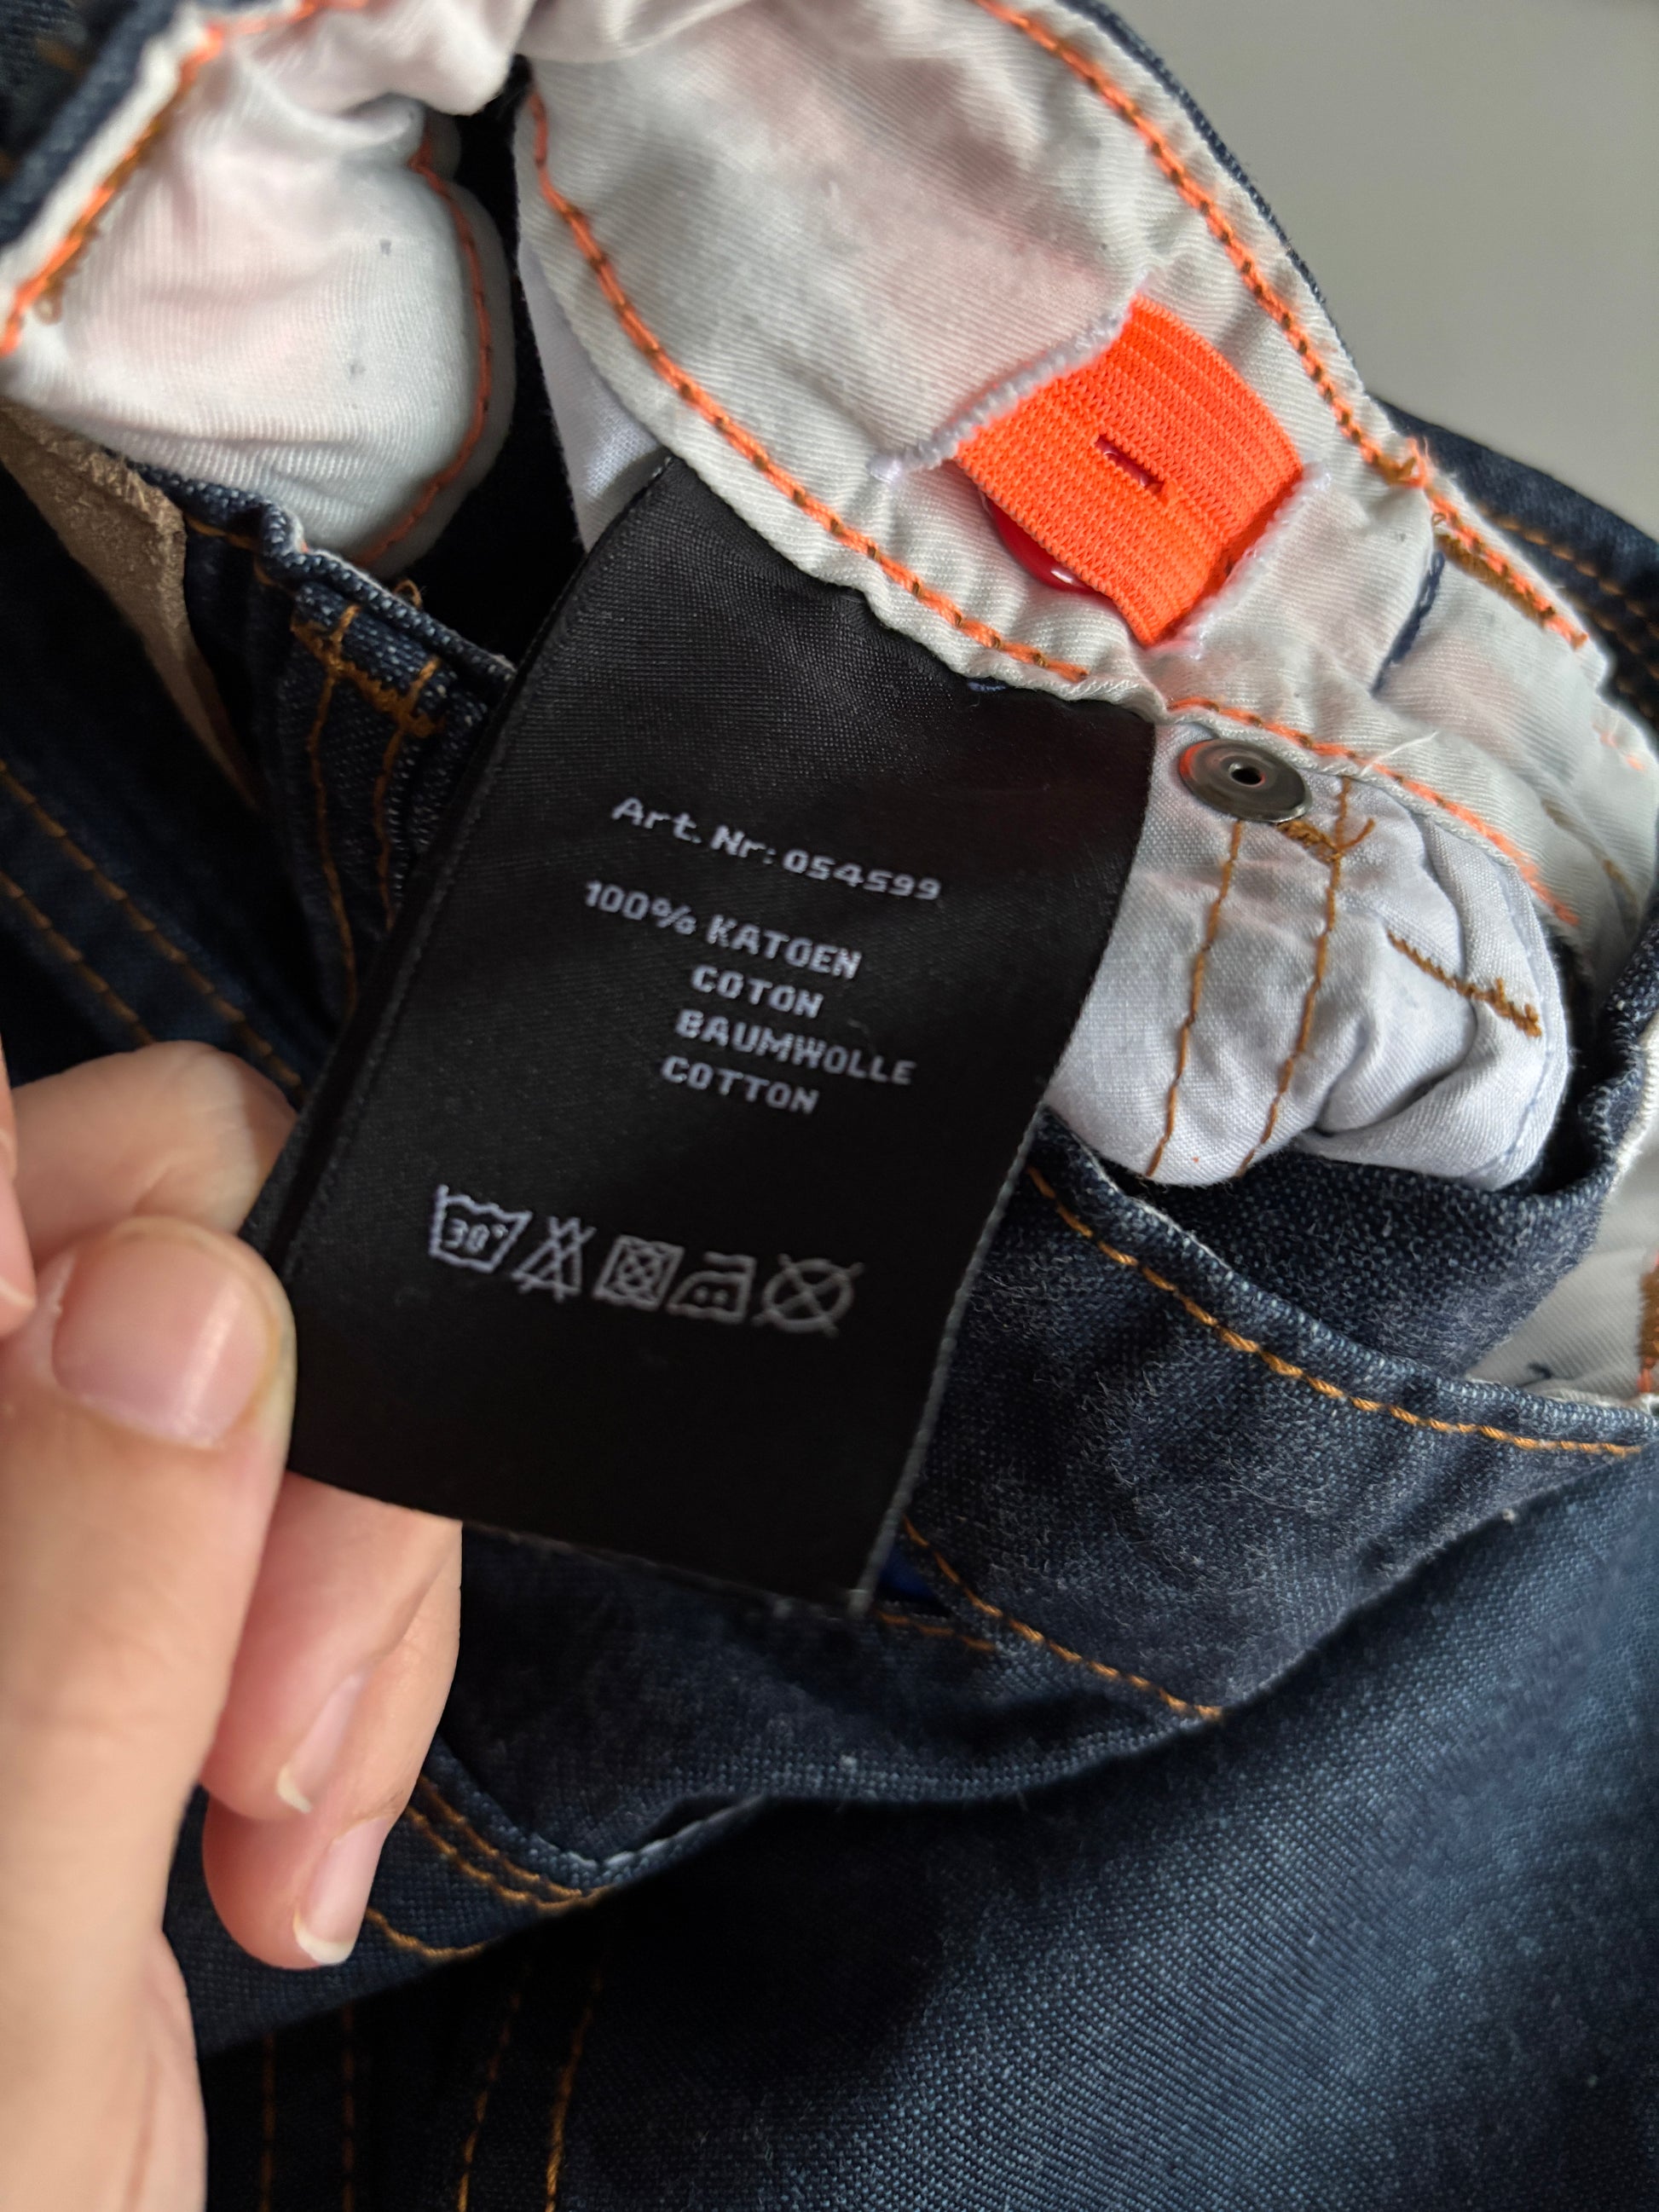 Art. Nr: 054599
100% KATOEN
COTON
BAUMWOLLE
COTTON
30°